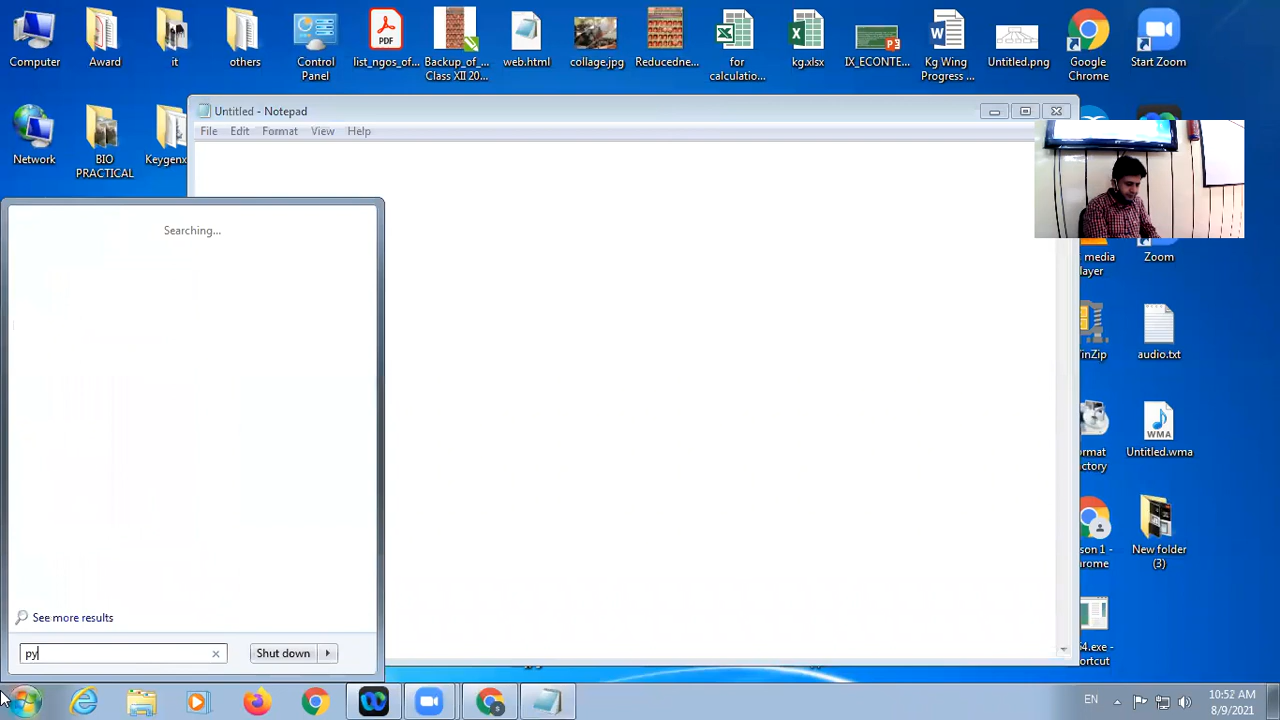 Computer
Award
it
others
Control
Panel
PDF
list_ngos_of...
Backup_of_...
Class XII 20...
web.html
collage.jpg
Reducedne...
for
calculatio...
kg.xlsx
IX_ECONTE...
Kg Wing
Progress ...
Untitled.png
Google
Chrome
Start Zoom
Network
BIO
PRACTICAL
Keygenx
Untitled - Notepad
File Edit Format View Help
media
layer
Zoom
inZip
audio.txt
ormat
ctory
WMA
Untitled.wma
son 1 -
rome
New folder
(3)
4.exe -
ortcut
Searching...
See more results
py
Shut down
EN
10:52 AM
8/9/2021